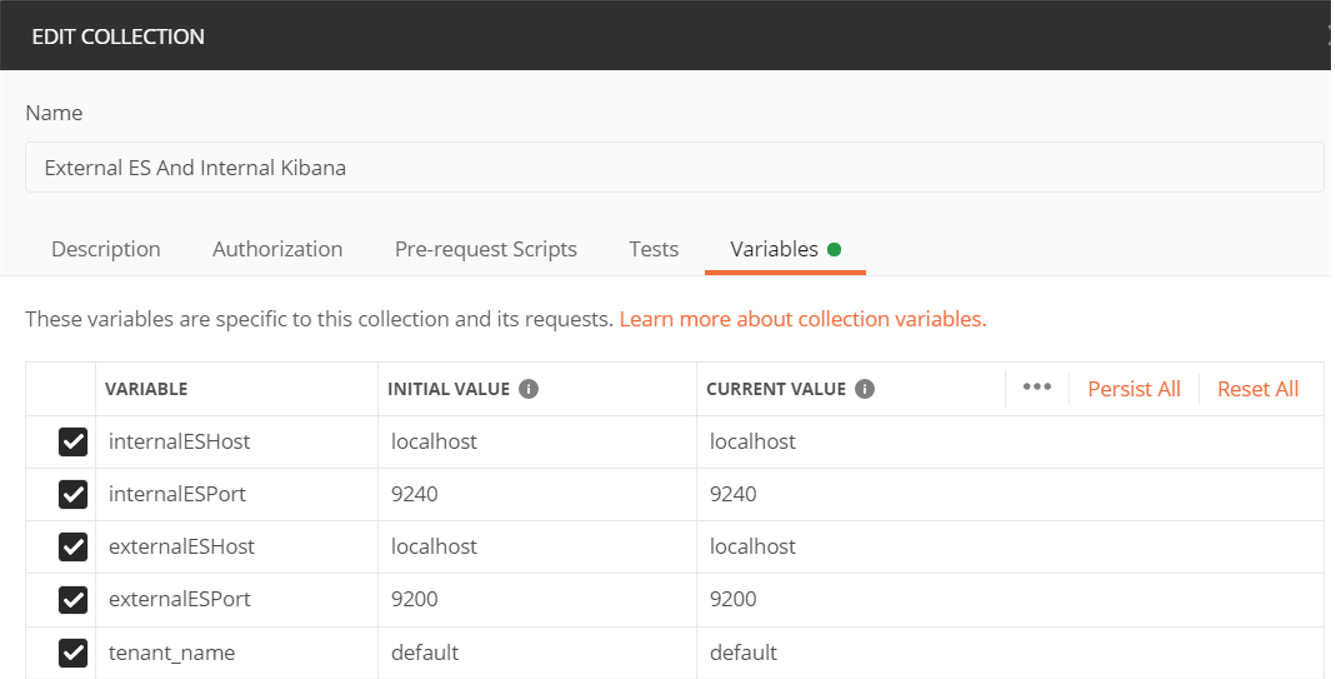 EDIT COLLECTION
Name
External ES And Internal Kibana
Description Authorization Pre-request Scripts Tests Variables
These variables are specific to this collection and its requests. Learn more about collection variables.
VARIABLE INITIAL VALUE CURRENT VALUE ••• Persist All Reset All
internalESHost localhost localhost
internalESPort 9240 9240
externalESHost localhost localhost
externalESPort 9200 9200
tenant_name default default